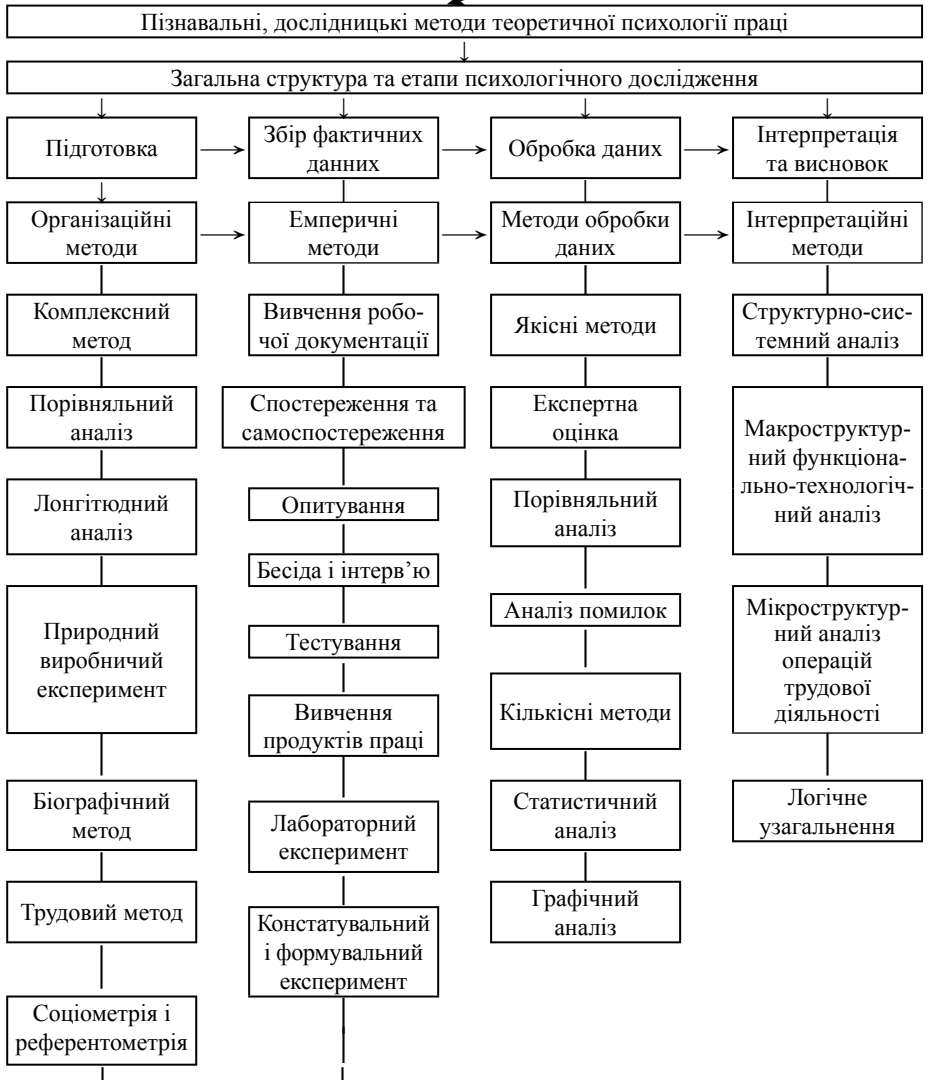 Пізнавальні, дослідницькі методи теоретичної психології праці
Загальна структура та етапи психологічного дослідження
Підготовка
Збір фактичних
данних
Обробка даних
Інтерпретація
та висновок
Організаційні
методи
Емперичні
методи
Методи обробки
даних
Інтерпретаційні
методи
Комплексний
метод
Порівняльний
аналіз
Лонгітюдний
аналіз
Природний
виробничий
експеримент
Біографічний
метод
Трудовий метод
Соціометрія і
референтометрія
Вивчення робо-
чої документації
Спостереження та
самоспостереження
Опитування
Бесіда і інтерв’ю
Тестування
Вивчення
продуктів праці
Лабораторний
експеримент
Констатувальний
і формувальний
експеримент
Якісні методи
Експертна
оцінка
Порівняльний
аналіз
Аналіз помилок
Кількісні методи
Статистичний
аналіз
Графічний
аналіз
Структурно-сис-
темний аналіз
Макроструктур-
ний функціона-
льно-технологіч-
ний аналіз
Мікроструктур-
ний аналіз
операцій
трудової
діяльності
Логічне
узагальнення